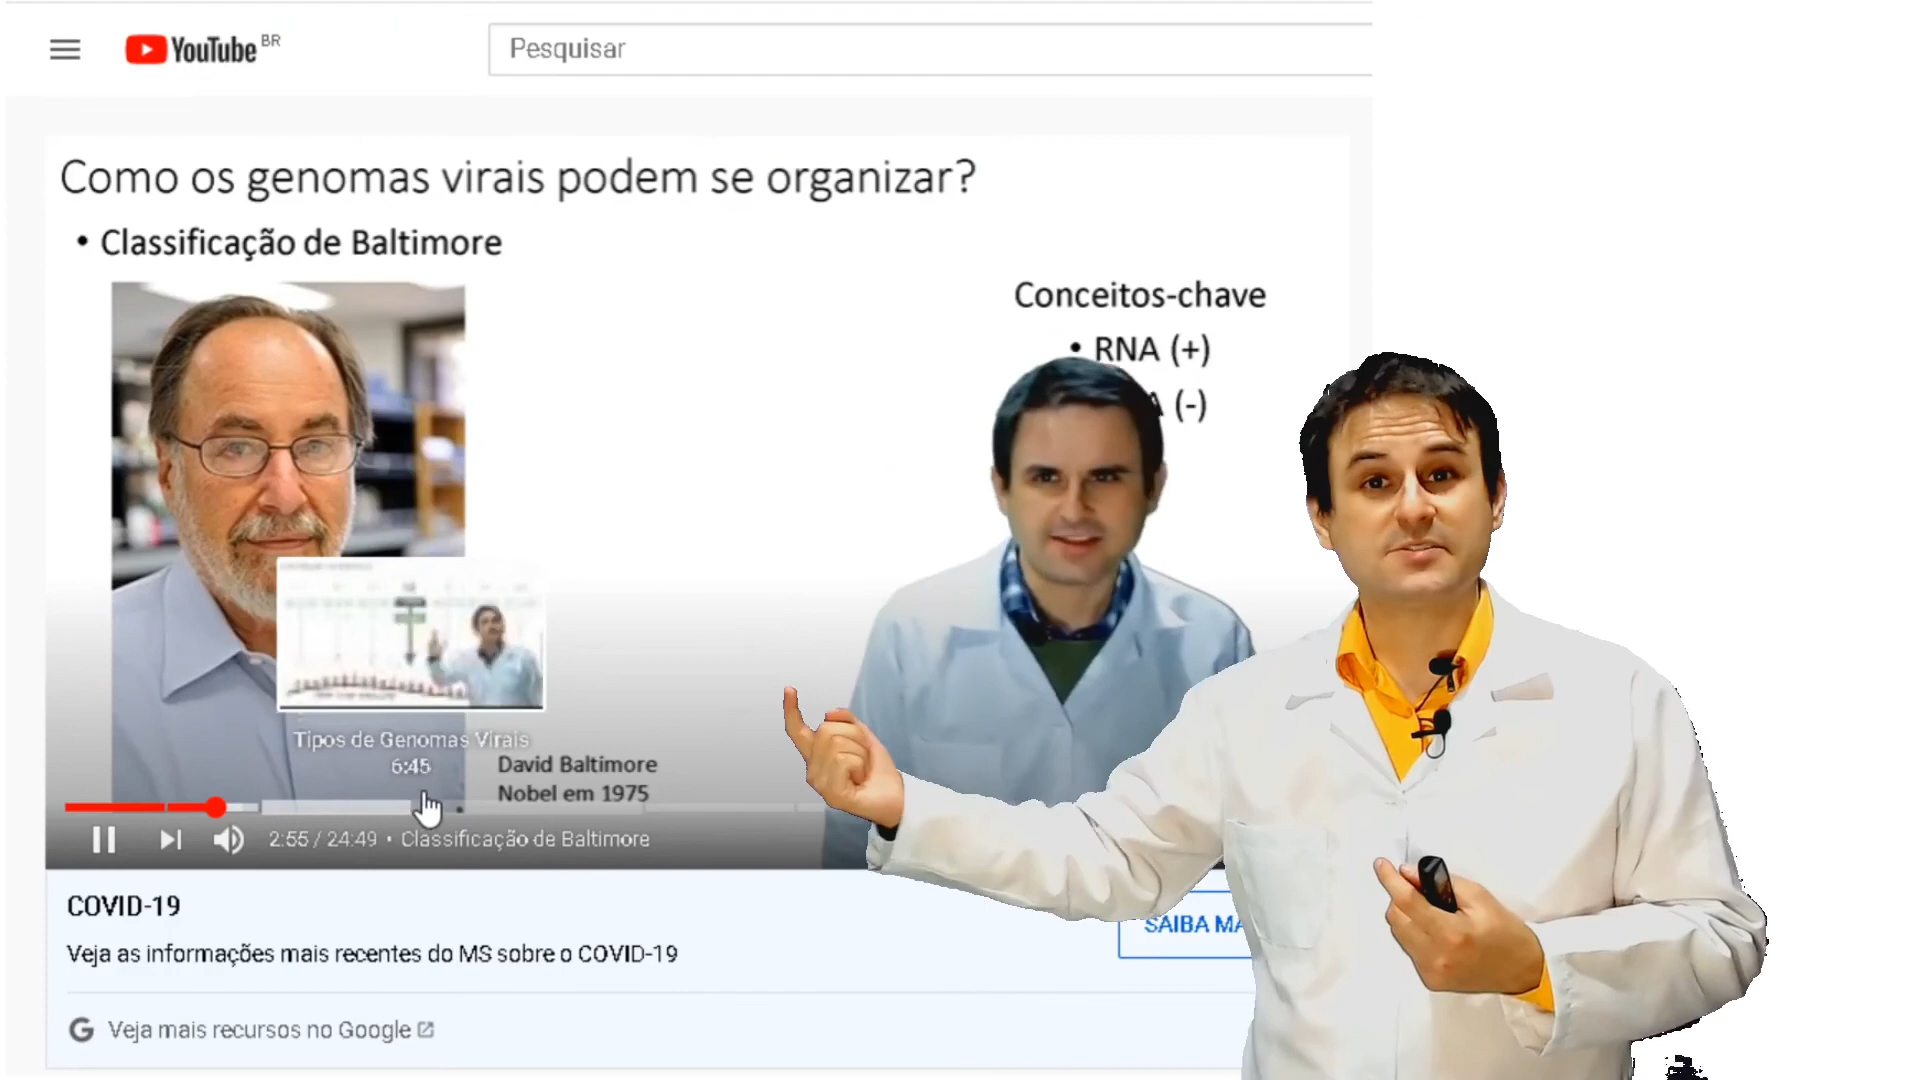 YouTube BR
Pesquisar
Como os genomas virais podem se organizar?
• Classificação de Baltimore
Conceitos-chave
• RNA (+)
(-)
Tipos de Genomas Virais
6:45
David Baltimore
Nobel em 1975
2:55 / 24:49 • Classificação de Baltimore
COVID-19
Veja as informações mais recentes do MS sobre o COVID-19
SAIBA MA
Veja mais recursos no Google